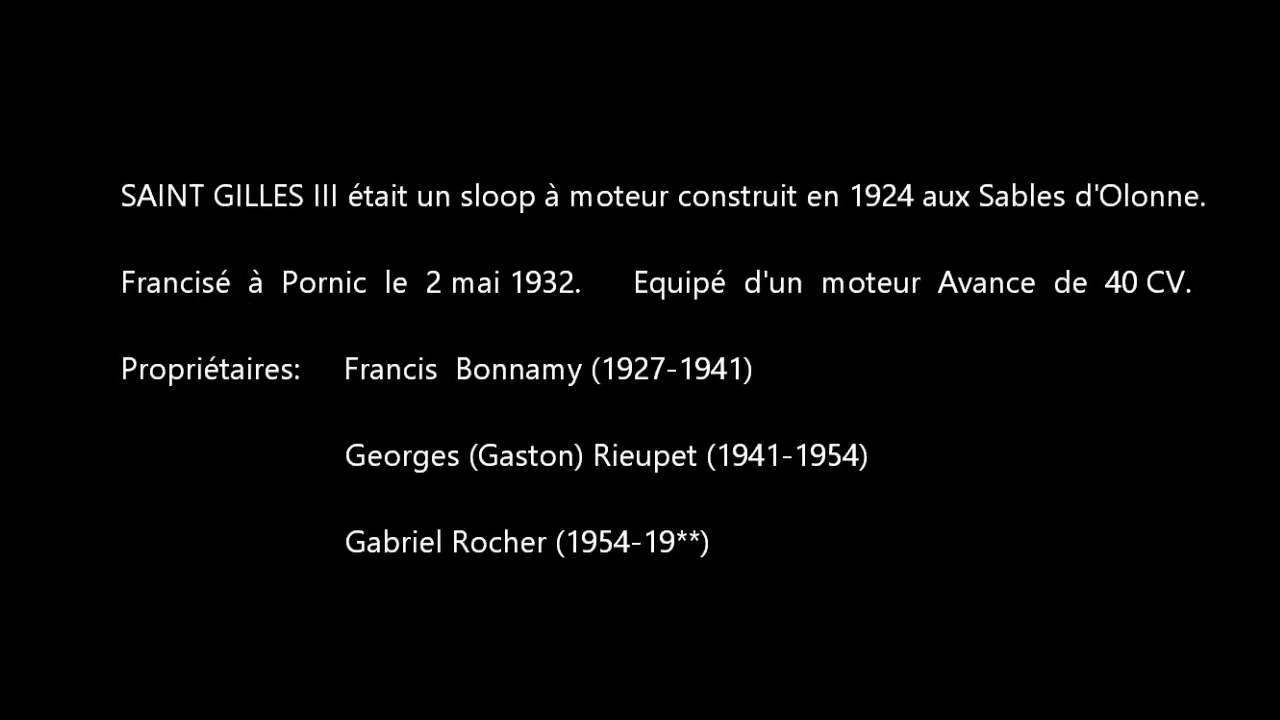 SAINT GILLES III était un sloop à moteur construit en 1924 aux Sables d'Olonne.
Francisé à Pornic le 2 mai 1932. Equipé d'un moteur Avance de 40 CV.
Propriétaires: Francis Bonnamy (1927-1941)
Georges (Gaston) Rieupet (1941-1954)
Gabriel Rocher (1954-19**)